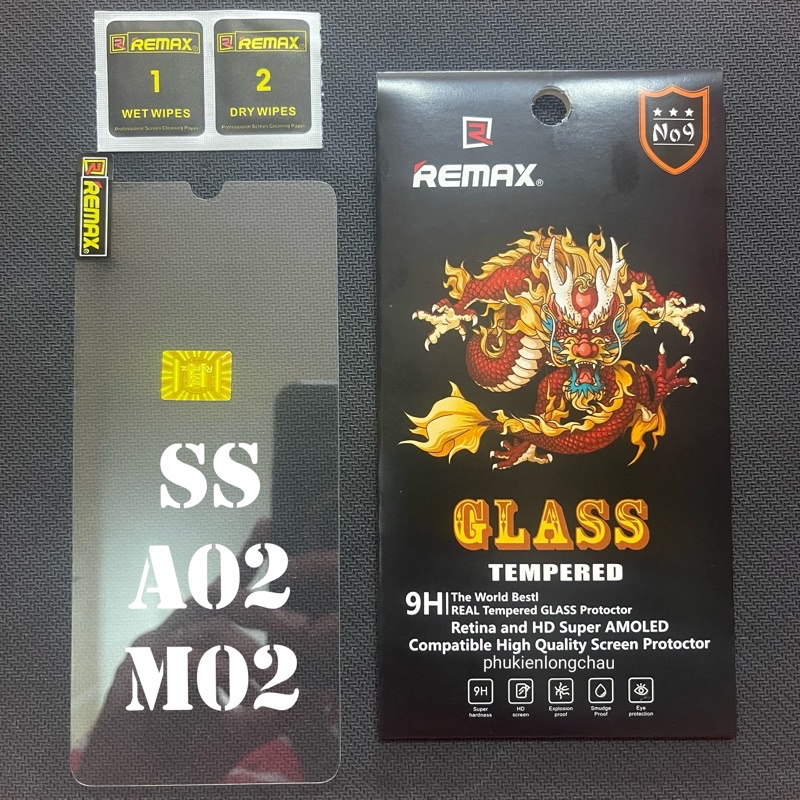 REMAX
1
WET WIPES
Professional Screen Cleaning Paper
REMAX
2
DRY WIPES
Professional Screen Cleaning Paper
REMAX®
SS
A02
M02
No9
REMAX®
GLASS
TEMPERED
9H The World Bestl
REAL Tempered GLASS Protoctor
Retina and HD Super AMOLED
Compatible High Quality Screen Protoctor
phukienlongchau
9H
Super hardness
HD screen
Explosion proof
Smudge Proof
Eye protection